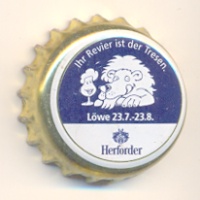 Ihr Revier ist der Tresen.
Löwe 23.7.-23.8.
Herforder